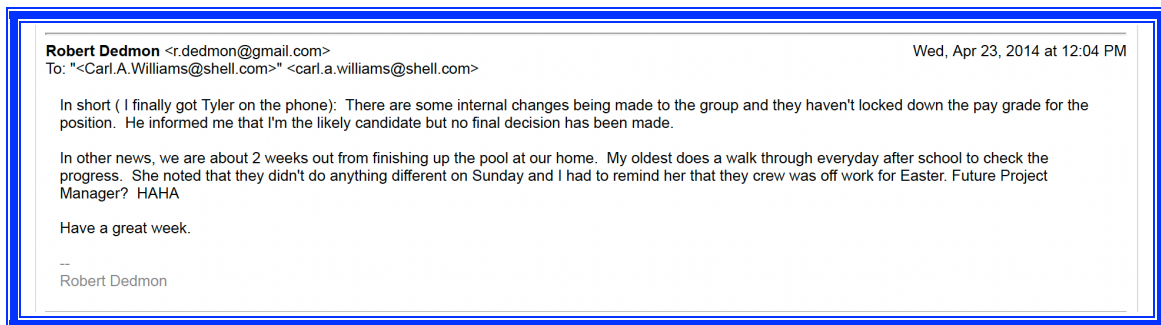 Robert Dedmon <r.dedmon@gmail.com> Wed, Apr 23, 2014 at 12:04 PM
To: "<Carl.A.Williams@shell.com>" <carl.a.williams@shell.com>
In short ( I finally got Tyler on the phone):  There are some internal changes being made to the group and they haven't locked down the pay grade for the
position.  He informed me that I'm the likely candidate but no final decision has been made.
In other news, we are about 2 weeks out from finishing up the pool at our home.  My oldest does a walk through everyday after school to check the
progress.  She noted that they didn't do anything different on Sunday and I had to remind her that they crew was off work for Easter. Future Project
Manager?  HAHA
Have a great week.
--
Robert Dedmon